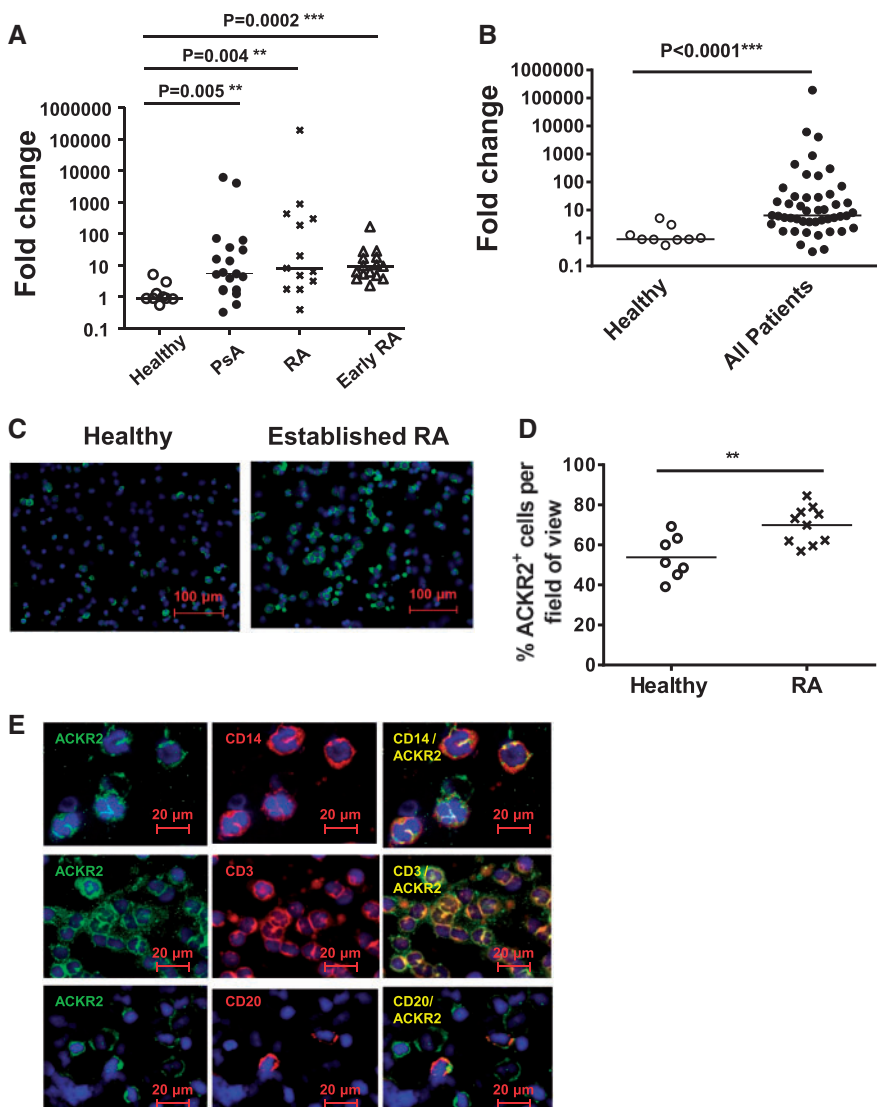 A
P=0.0002 ***
P=0.004 **
P=0.005 **
Fold change
1000000
100000
10000
1000
100
10
1
0.1
Healthy
PsA
RA
Early RA
B
P<0.0001***
Fold change
1000000
100000
10000
1000
100
10
1
0.1
Healthy
All Patients
C
Healthy
Established RA
100 µm
100 µm
D
**
% ACKR2+ cells per
field of view
100
80
60
40
20
0
Healthy
RA
E
ACKR2
20 µm
CD14
20 µm
CD14 /
ACKR2
20 µm
ACKR2
20 µm
CD3
20 µm
CD3/
ACKR2
20 µm
ACKR2
20 µm
CD20
20 µm
CD20/
ACKR2
20 µm